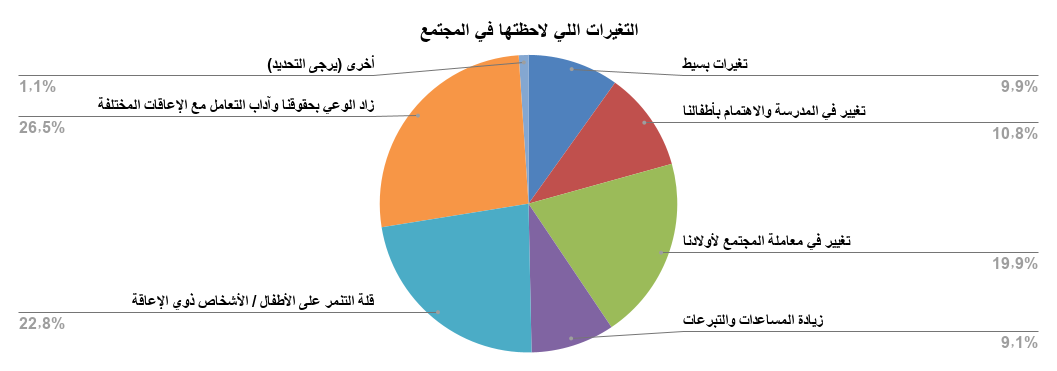 التغيرات اللي لاحظتها في المجتمع
تغيرات بسيط
9.9%
تغيير في المدرسة والاهتمام بأطفالنا
10.8%
تغيير في معاملة المجتمع لأولادنا
19.9%
زيادة المساعدات والتبرعات
9.1%
أخرى (يرجى التحديد)
1.1%
زاد الوعي بحقوقنا وآداب التعامل مع الإعاقات المختلفة
26.5%
قلة التنمر على الأطفال / الأشخاص ذوي الإعاقة
22.8%